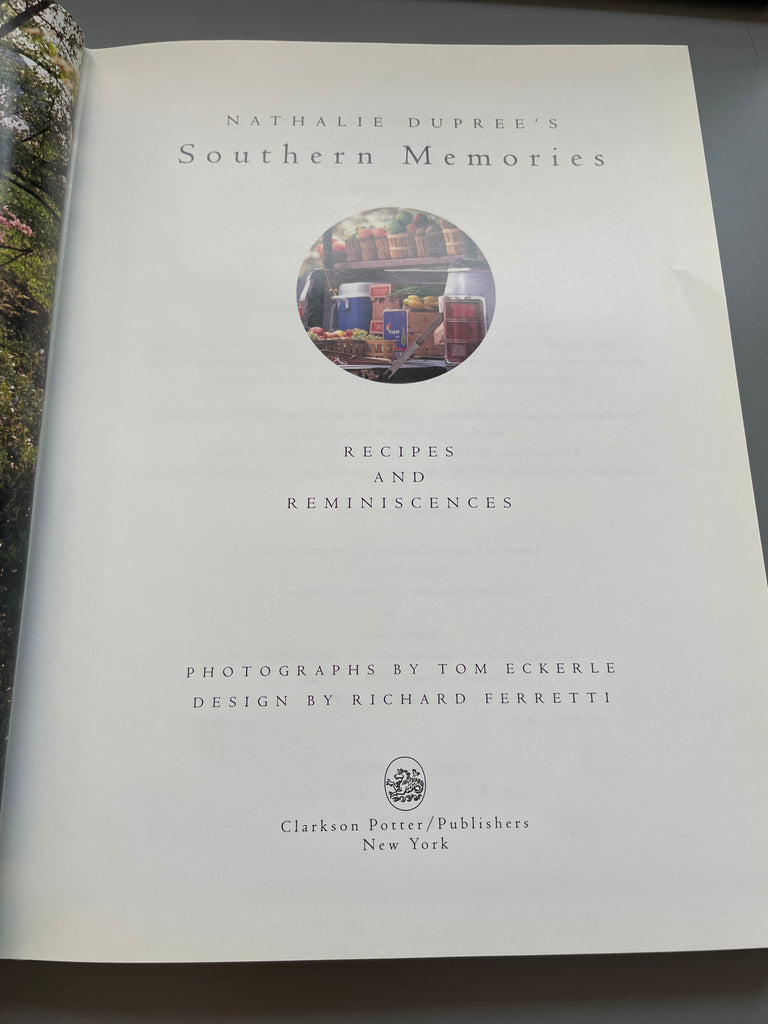 NATHALIE DUPREE'S
Southern Memories
RECIPES
AND
REMINISCENCES
PHOTOGRAPHS BY TOM ECKERLE
DESIGN BY RICHARD FERRETTI
Clarkson Potter/Publishers
New York